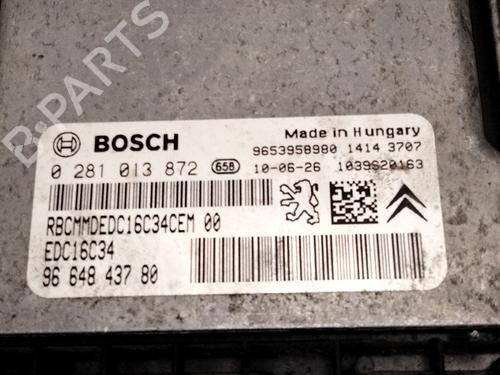 B-PARTS
BOSCH
Made in Hungary
9653958980 1414 3707
0 281 013 872 658 10-06-26 1039S20163
RBCMMDEDC16C34CEM 00
EDC16C34
96 648 437 80